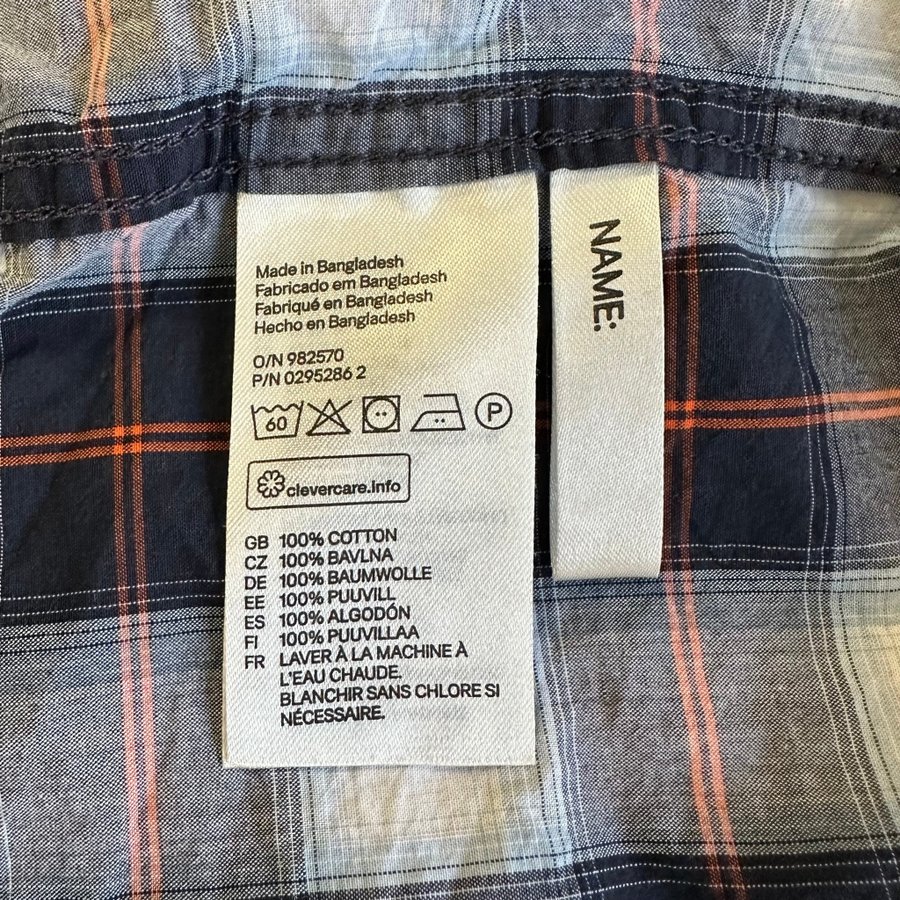 Made in Bangladesh
Fabricado em Bangladesh
Fabriqué en Bangladesh
Hecho en Bangladesh
O/N 982570
P/N 0295286 2
60
P
clevercare.info
GB 100% COTTON
CZ 100% BAVLNA
DE 100% BAUMWOLLE
EE 100% PUUVILL
ES 100% ALGODÓN
FI 100% PUUVILLAA
FR LAVER À LA MACHINE À
L'EAU CHAUDE.
BLANCHIR SANS CHLORE SI
NÉCESSAIRE.
NAME: